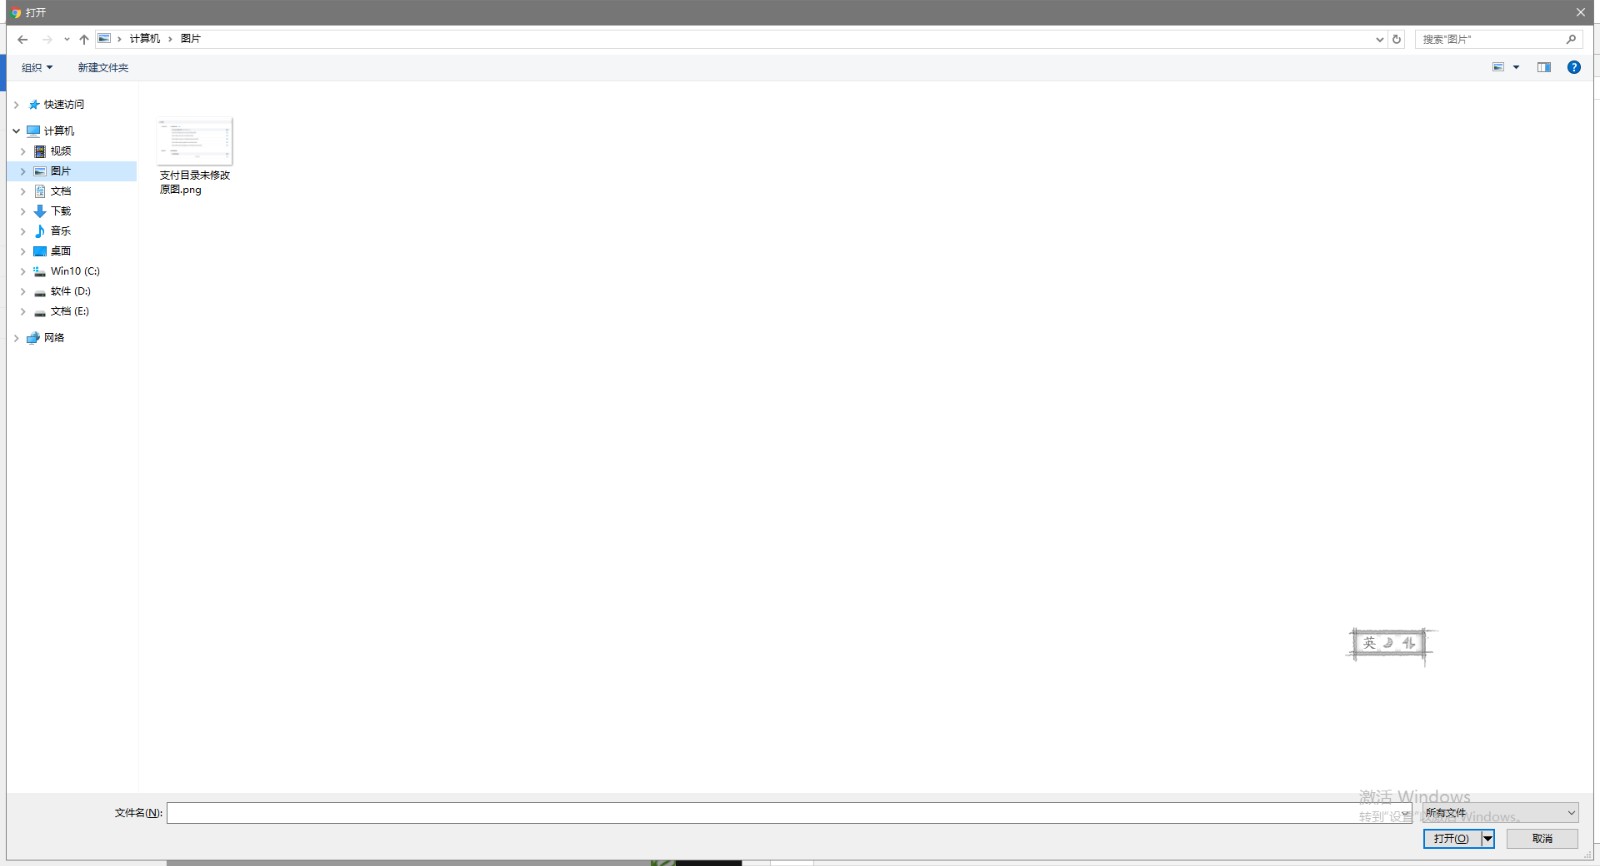 打开
计算机
图片
搜索"图片"
组织
新建文件夹
快速访问
计算机
视频
图片
文档
下载
音乐
桌面
Win10 (C:)
软件 (D:)
文档 (E:)
网络
支付目录未修改
原图.png
英
文件名(N):
激活 Windows
转到"设置"以激活 Windows。
所有文件
打开(O)
取消